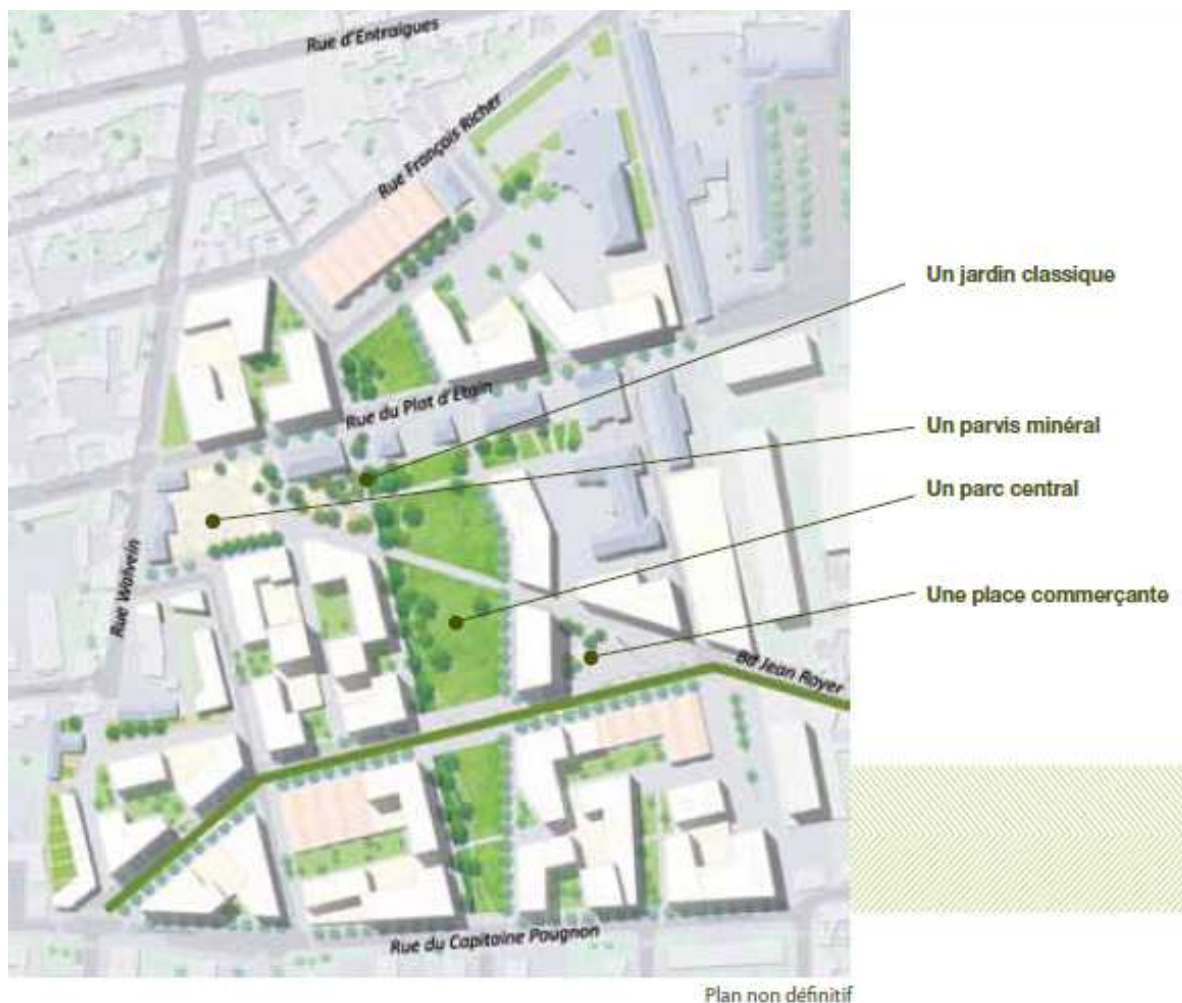 Rue d'Entraigues
Rue François Richer
Un jardin classique
Rue du Plat d'Etain
Un parvis minéral
Un parc central
Rue Walvein
Une place commerçante
Bd Jean Royer
Rue du Capitaine Pougnon
Plan non définitif